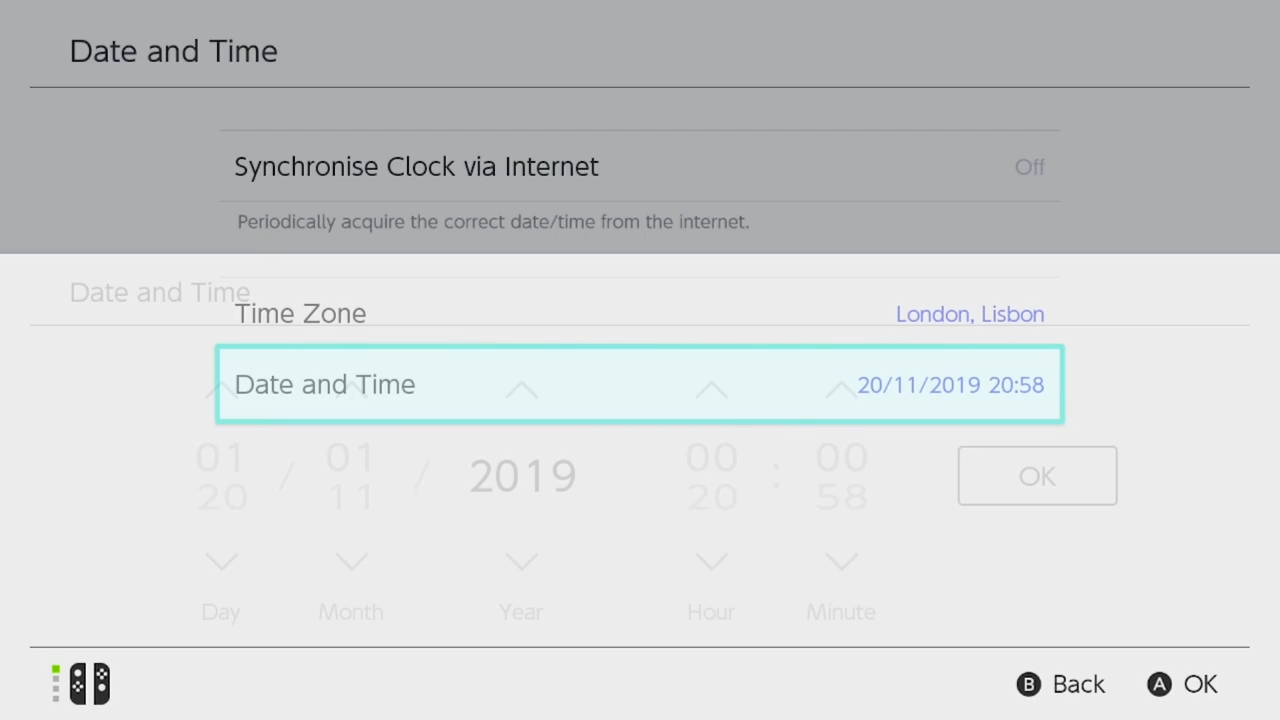 Date and Time
Synchronise Clock via Internet Off
Periodically acquire the correct date/time from the internet.
Date and Time
Time Zone London, Lisbon
Date and Time 20/11/2019 20:58
01 01 00 00
20 / 11 / 2019 20 : 58 OK
Day Month Year Hour Minute
B Back A OK